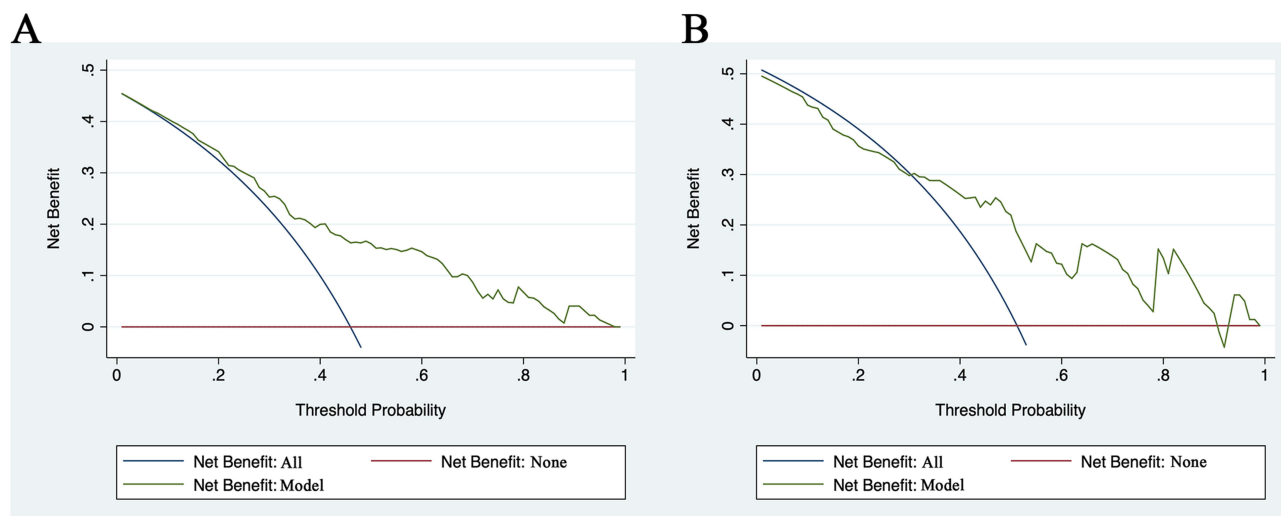 A
B
Net Benefit
.5
.4
.3
.2
.1
0
0
.2
.4
.6
.8
1
Threshold Probability
Net Benefit: All
Net Benefit: None
Net Benefit: Model
Net Benefit
.5
.4
.3
.2
.1
0
0
.2
.4
.6
.8
1
Threshold Probability
Net Benefit: All
Net Benefit: None
Net Benefit: Model